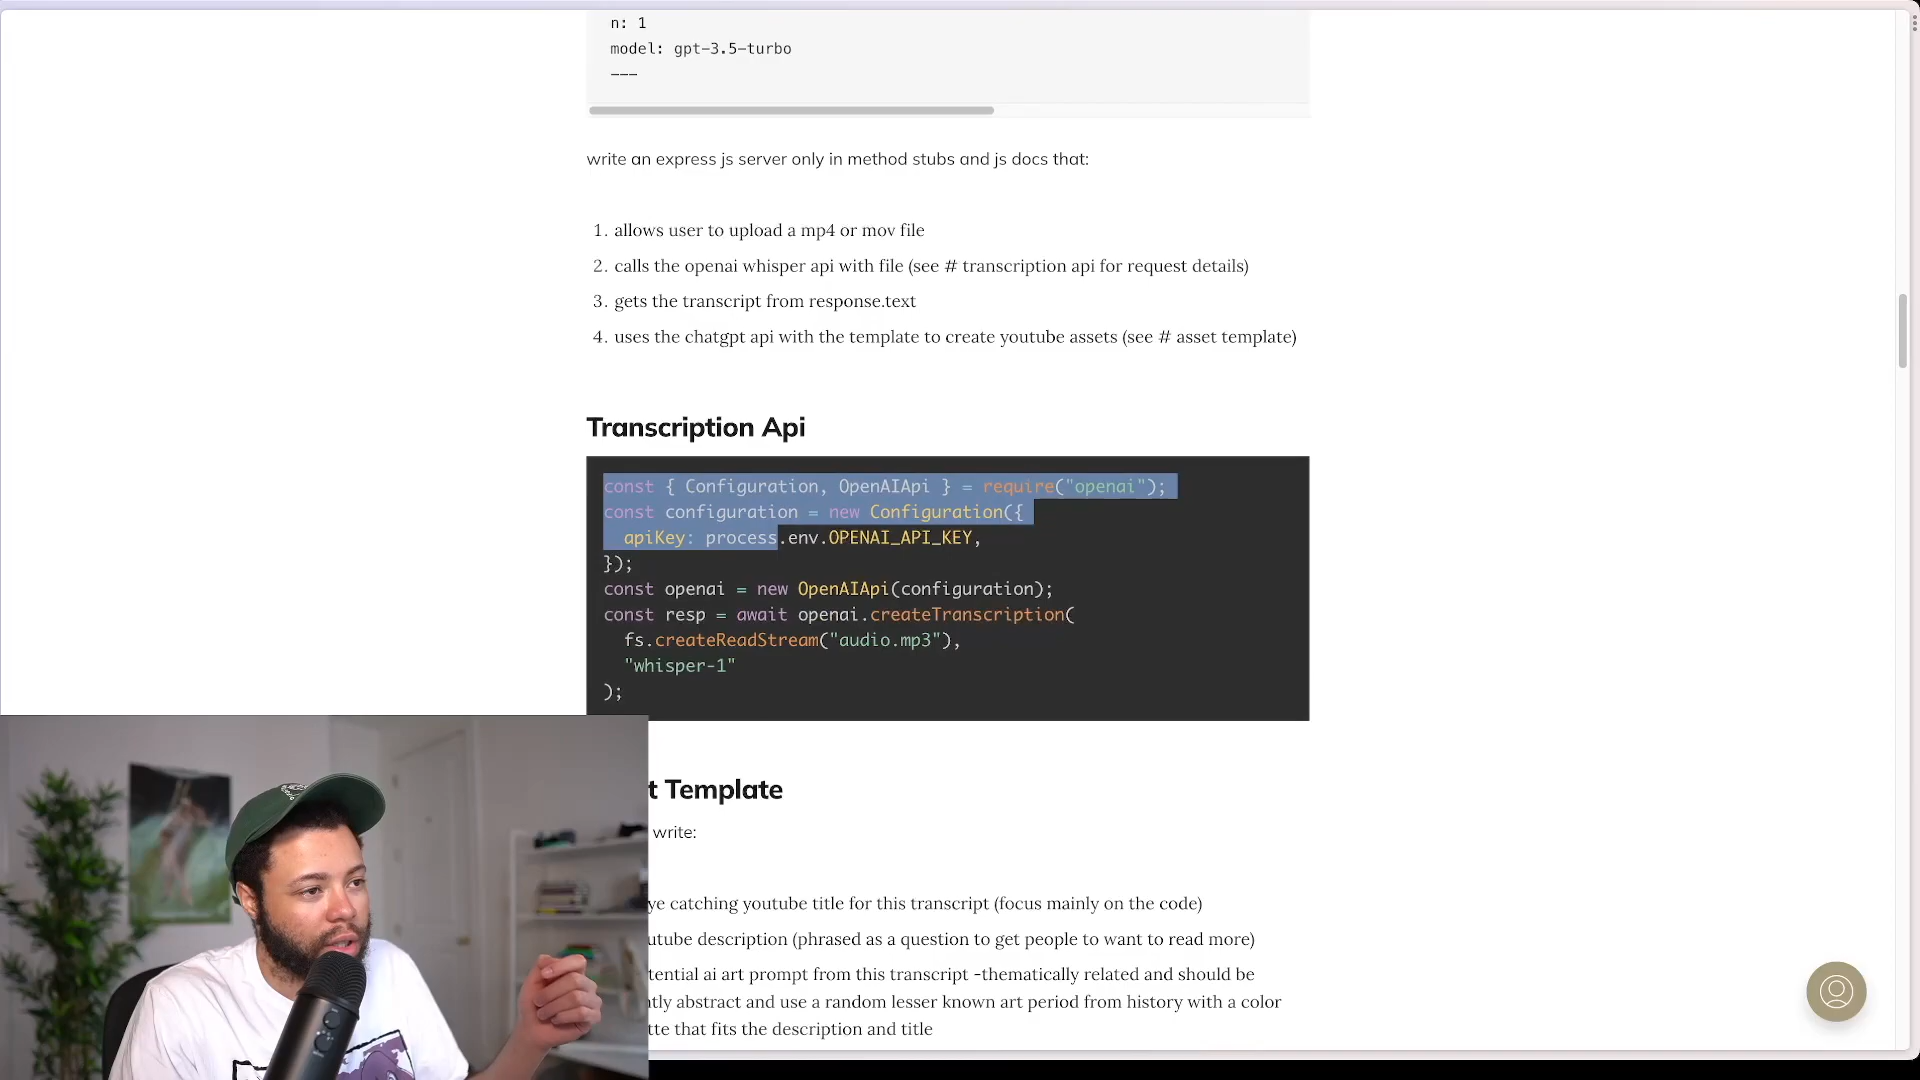 n: 1
model: gpt-3.5-turbo
---
write an express js server only in method stubs and js docs that:
1. allows user to upload a mp4 or mov file
2. calls the openai whisper api with file (see # transcription api for request details)
3. gets the transcript from response.text
4. uses the chatgpt api with the template to create youtube assets (see # asset template)
Transcription Api
const { Configuration, OpenAIApi } = require("openai");
const configuration = new Configuration({
  apiKey: process.env.OPENAI_API_KEY,
});
const openai = new OpenAIApi(configuration);
const resp = await openai.createTranscription(
  fs.createReadStream("audio.mp3"),
  "whisper-1"
);
t Template
write:
ye catching youtube title for this transcript (focus mainly on the code)
utube description (phrased as a question to get people to want to read more)
tential ai art prompt from this transcript -thematically related and should be
ntly abstract and use a random lesser known art period from history with a color
tte that fits the description and title